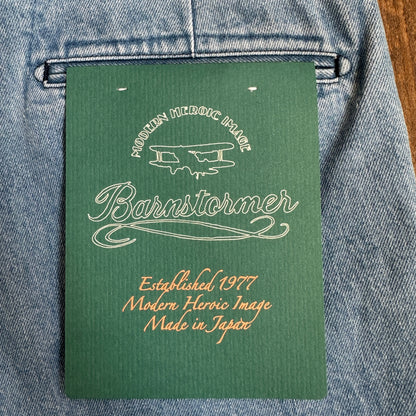 MODERN HEROIC IMAGE
Barnstormer
Established 1977
Modern Heroic Image
Made in Japan